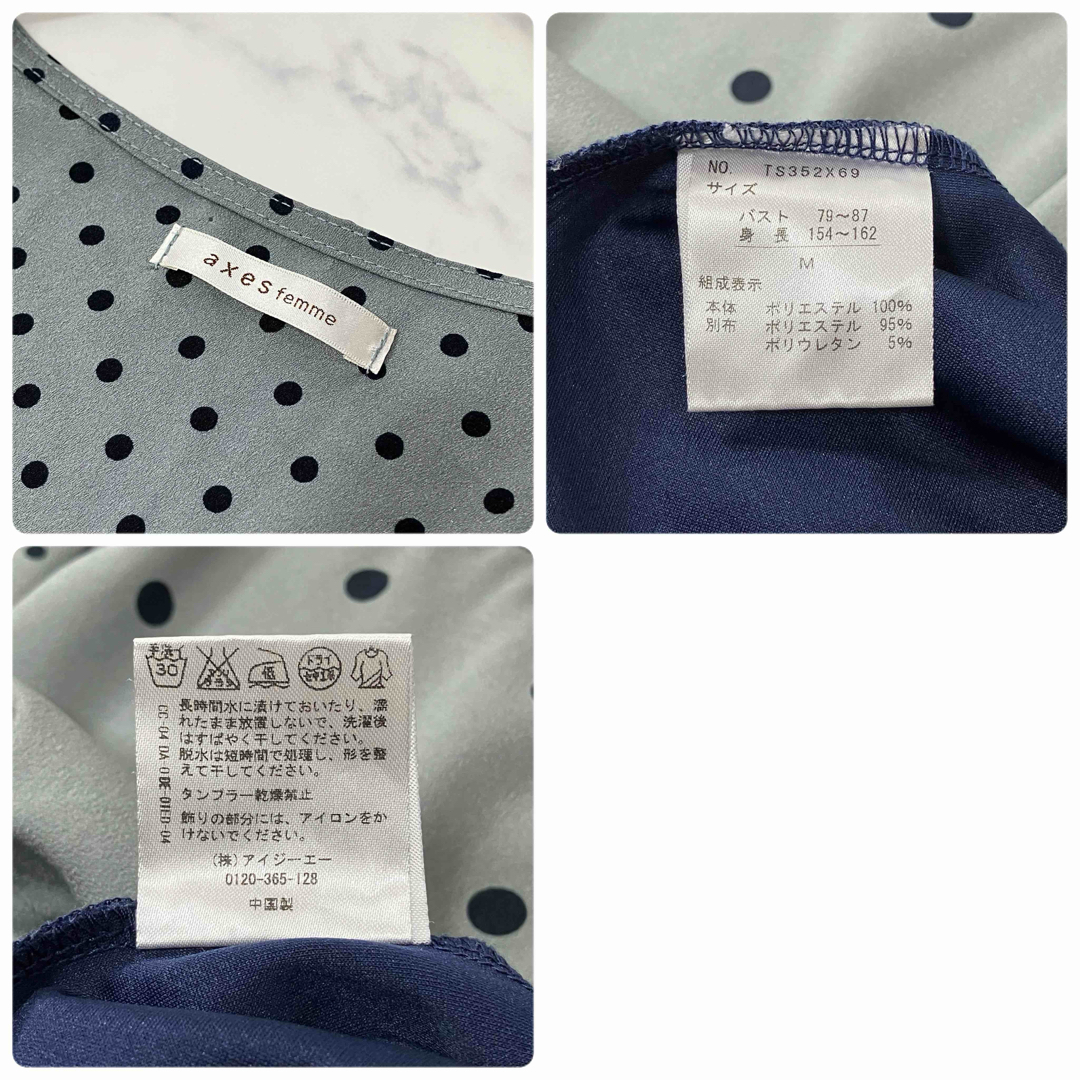 axes femme
NO. TS352X69
サイズ
バスト 79～87
身長 154～162
M
組成表示
本体 ポリエステル 100%
別布 ポリエステル 95%
ポリウレタン 5%
手洗 30
低
ドライ
長時間水に漬けておいたり、濡
れたまま放置しないで、洗濯後
はすばやく干してください。
脱水は短時間で処理し、形を整
えて干してください。
タンブラー乾燥禁止
飾りの部分には、アイロンをか
けないでください。
(株)アイジーエー
0120-365-128
中国製